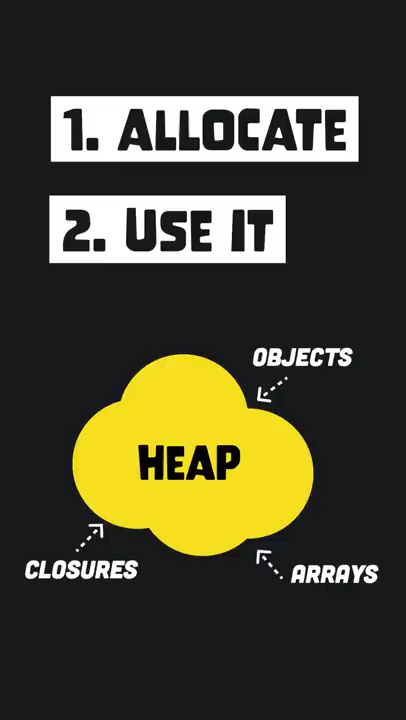 1. ALLOCATE
2. USE IT
OBJECTS
HEAP
CLOSURES
ARRAYS